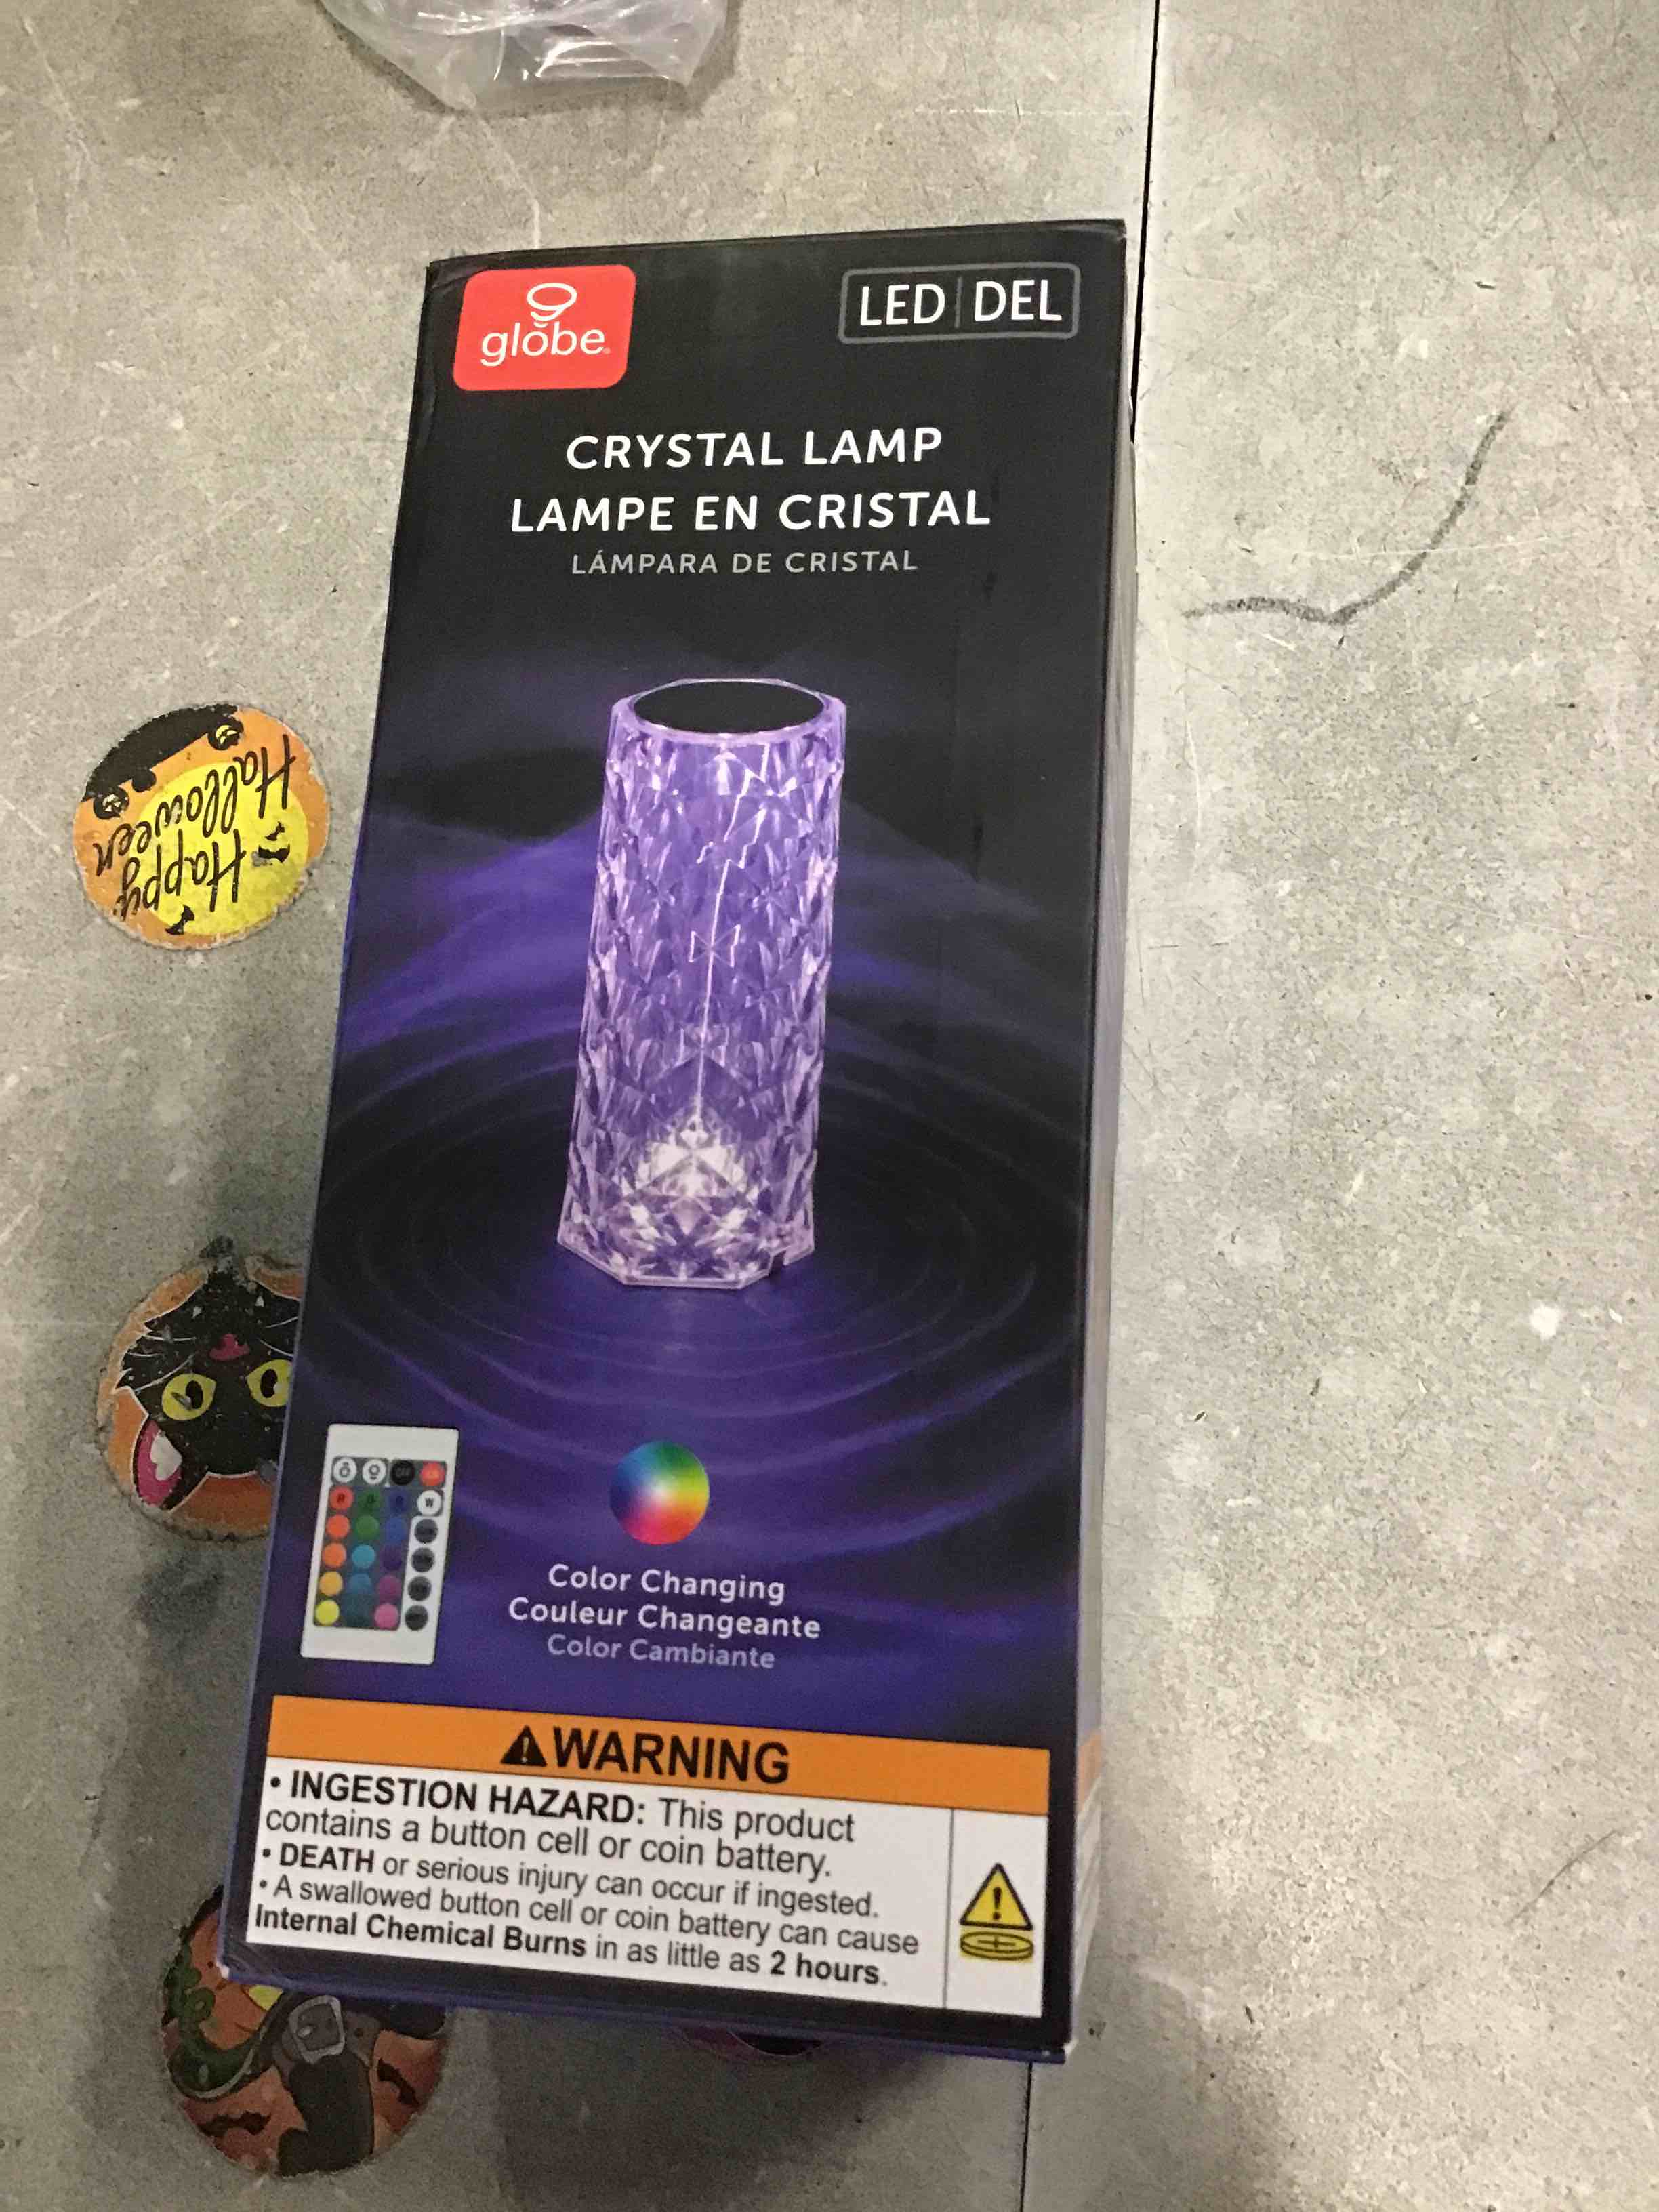 globe
LED | DEL
CRYSTAL LAMP
LAMPE EN CRISTAL
LÁMPARA DE CRISTAL
Happy
Halloween
OFF
R
W
Color Changing
Couleur Changeante
Color Cambiante
WARNING
• INGESTION HAZARD: This product
contains a button cell or coin battery.
• DEATH or serious injury can occur if ingested.
• A swallowed button cell or coin battery can cause
Internal Chemical Burns in as little as 2 hours.